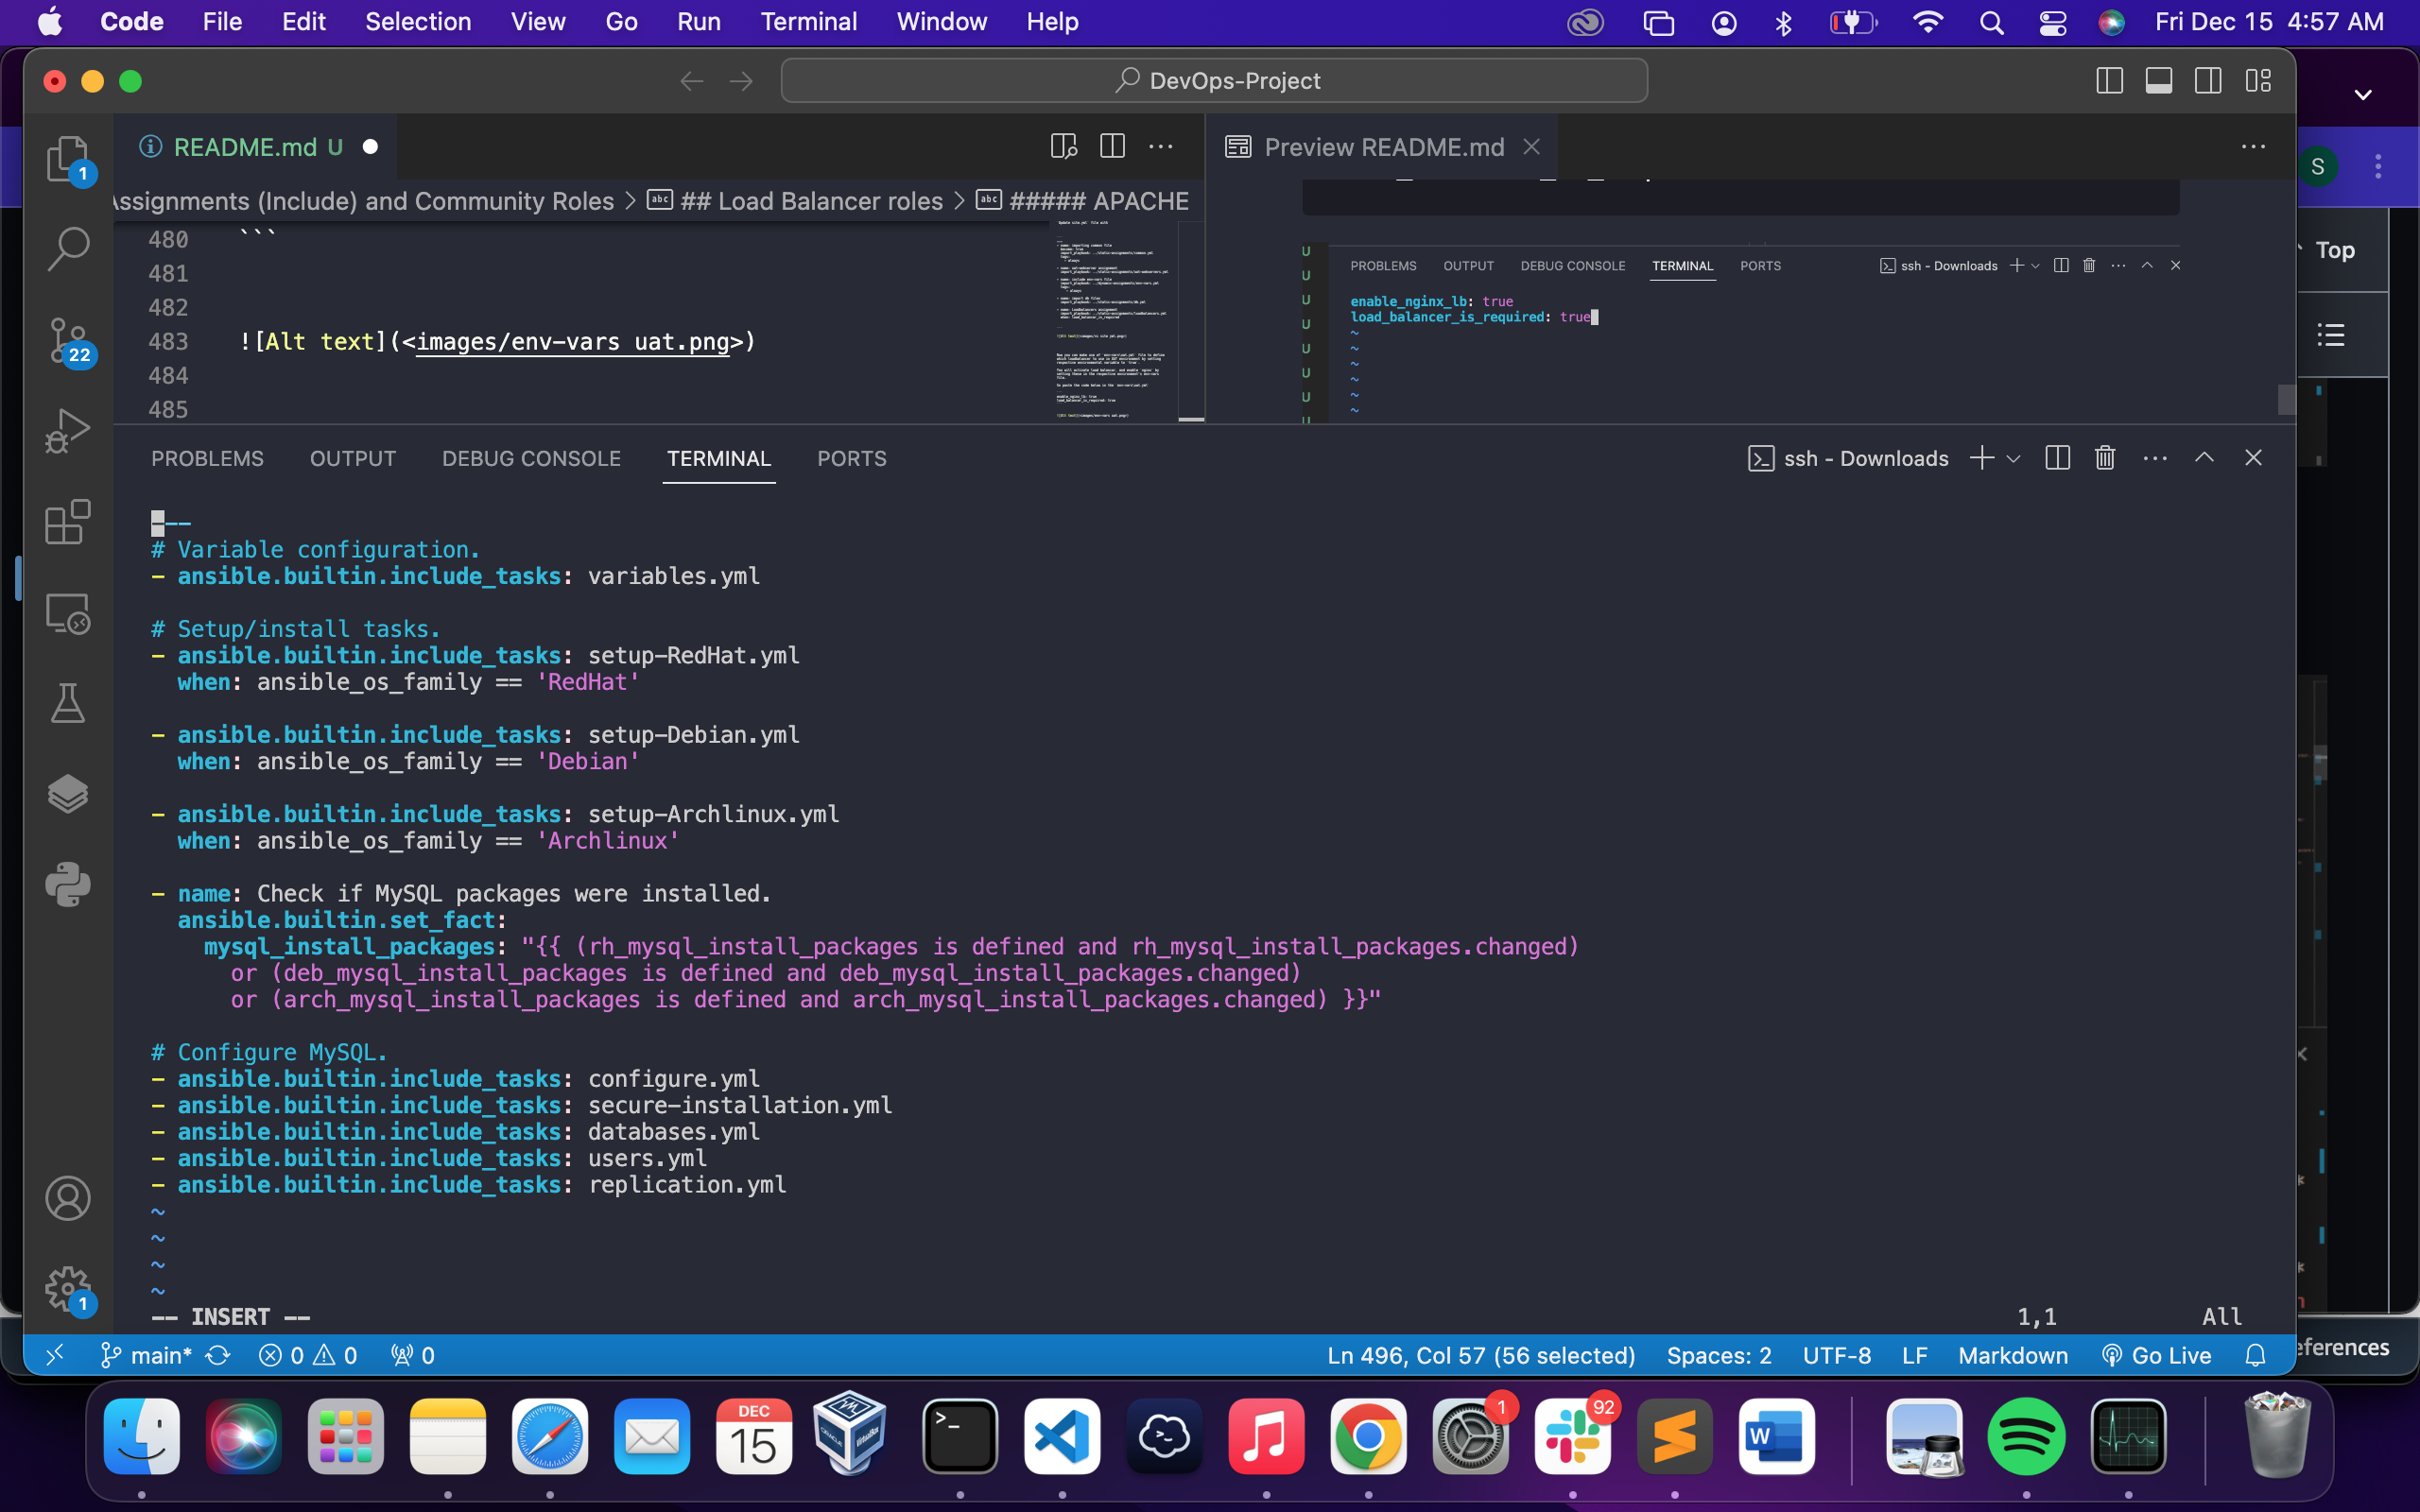 Code File Edit Selection View Go Run Terminal Window Help Fri Dec 15 4:57 AM
DevOps-Project
README.md U
Preview README.md
Assignments (Include) and Community Roles > ## Load Balancer roles > ##### APACHE
480 ```
481
482
483 ![Alt text](<images/env-vars uat.png>)
484
485
U
U
U
U
U
U
U
PROBLEMS OUTPUT DEBUG CONSOLE TERMINAL PORTS ssh - Downloads
enable_nginx_lb: true
load_balancer_is_required: true
~
~
~
~
~
~
S
Top
PROBLEMS OUTPUT DEBUG CONSOLE TERMINAL PORTS ssh - Downloads
---
# Variable configuration.
- ansible.builtin.include_tasks: variables.yml
# Setup/install tasks.
- ansible.builtin.include_tasks: setup-RedHat.yml
when: ansible_os_family == 'RedHat'
- ansible.builtin.include_tasks: setup-Debian.yml
when: ansible_os_family == 'Debian'
- ansible.builtin.include_tasks: setup-Archlinux.yml
when: ansible_os_family == 'Archlinux'
- name: Check if MySQL packages were installed.
ansible.builtin.set_fact:
mysql_install_packages: "{{ (rh_mysql_install_packages is defined and rh_mysql_install_packages.changed)
or (deb_mysql_install_packages is defined and deb_mysql_install_packages.changed)
or (arch_mysql_install_packages is defined and arch_mysql_install_packages.changed) }}"
# Configure MySQL.
- ansible.builtin.include_tasks: configure.yml
- ansible.builtin.include_tasks: secure-installation.yml
- ansible.builtin.include_tasks: databases.yml
- ansible.builtin.include_tasks: users.yml
- ansible.builtin.include_tasks: replication.yml
~
~
~
~
-- INSERT -- 1,1 All
1
22
1
main* 0 0 0 Ln 496, Col 57 (56 selected) Spaces: 2 UTF-8 LF Markdown Go Live
eferences
DEC
15
1
92
W